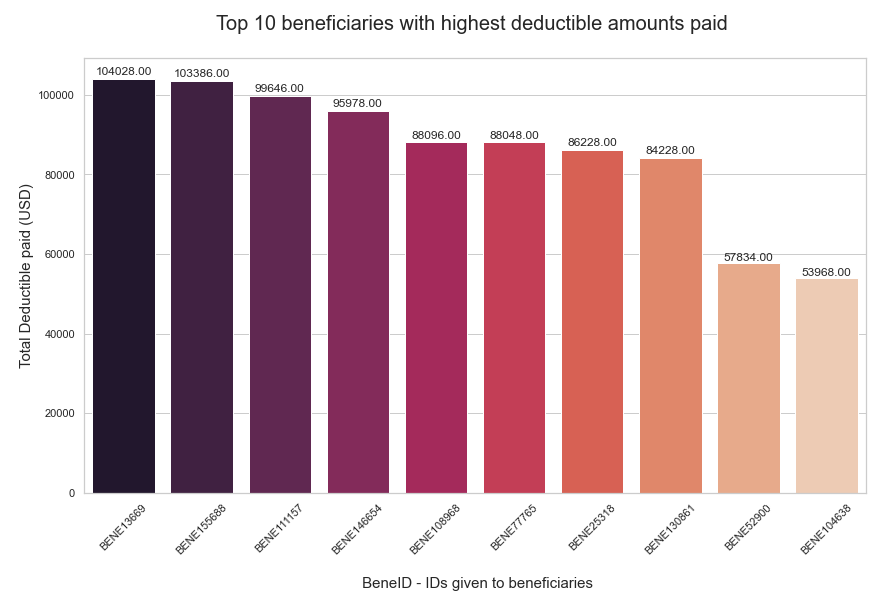 Top 10 beneficiaries with highest deductible amounts paid
104028.00
103386.00
99646.00
95978.00
88096.00
88048.00
86228.00
84228.00
57834.00
53968.00
Total Deductible paid (USD)
100000
80000
60000
40000
20000
0
BENE13669
BENE155688
BENE111157
BENE146654
BENE108968
BENE77765
BENE25318
BENE130861
BENE52900
BENE104638
BeneID - IDs given to beneficiaries